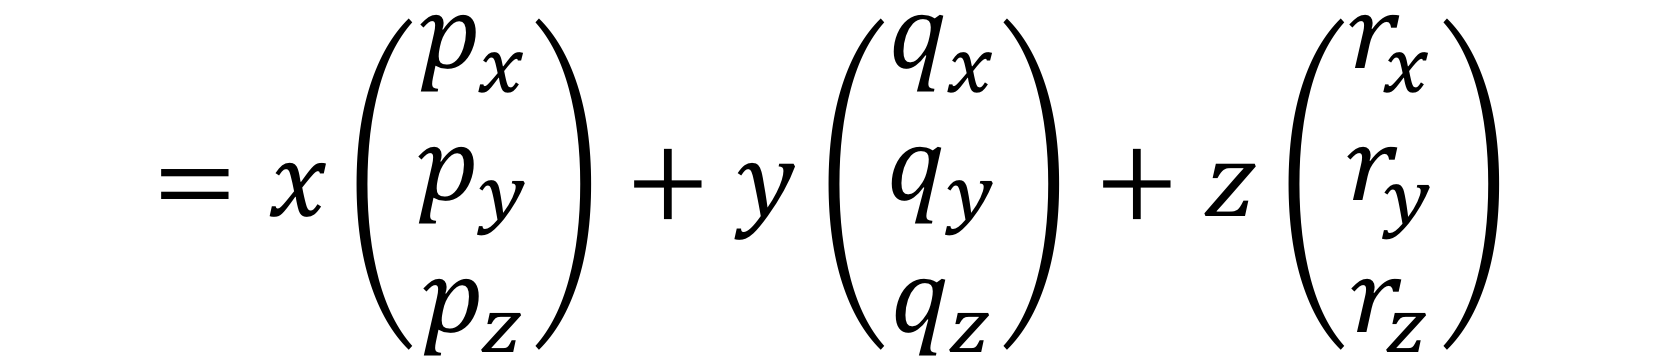 = x (p_x p_y p_z) + y (q_x q_y q_z) + z (r_x r_y r_z)